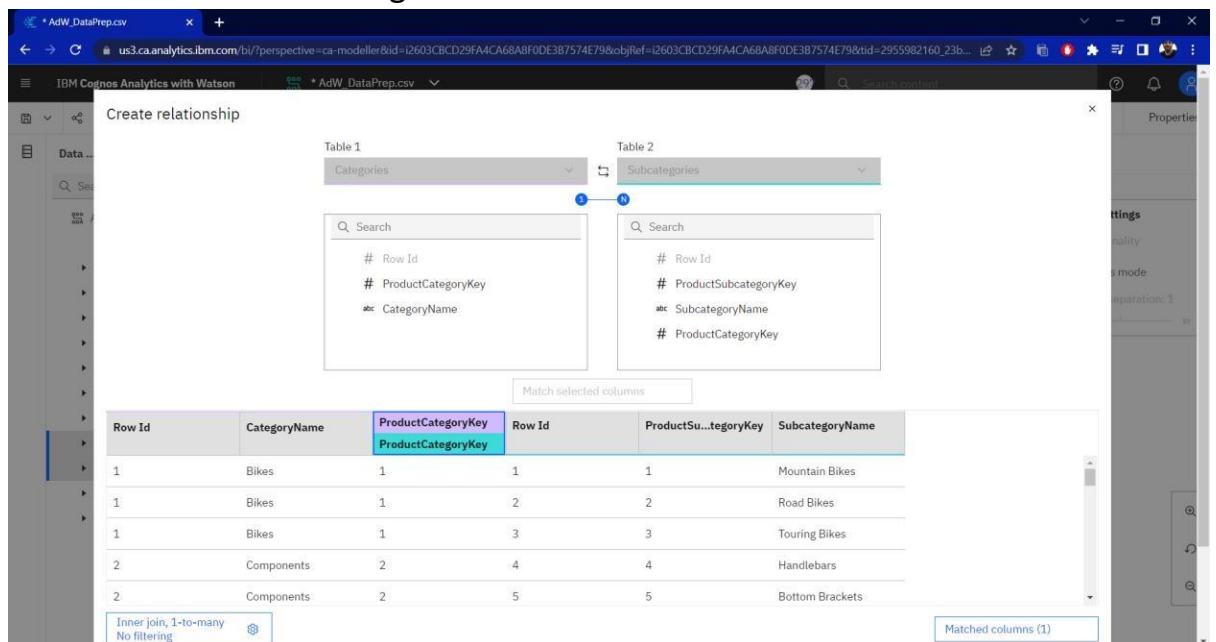 * AdW_DataPrep.csv
us3.ca.analytics.ibm.com/bi/?perspective=ca-modeller&id=i2603CBCD29FA4CA68A8F0DE3B7574E79&objRef=i2603CBCD29FA4CA68A8F0DE3B7574E79&tid=2955982160_23b...
IBM Cognos Analytics with Watson * AdW_DataPrep.csv Search content
Create relationship
Properties
Data ...
Table 1 Table 2
Categories Subcategories
1 N
Search Search
# Row Id # Row Id
# ProductCategoryKey # ProductSubcategoryKey
abc CategoryName abc SubcategoryName
# ProductCategoryKey
Match selected columns
Row Id CategoryName ProductCategoryKey Row Id ProductSu...tegoryKey SubcategoryName
ProductCategoryKey
1 Bikes 1 1 1 Mountain Bikes
1 Bikes 1 2 2 Road Bikes
1 Bikes 1 3 3 Touring Bikes
2 Components 2 4 4 Handlebars
2 Components 2 5 5 Bottom Brackets
Inner join, 1-to-many
No filtering
Matched columns (1)